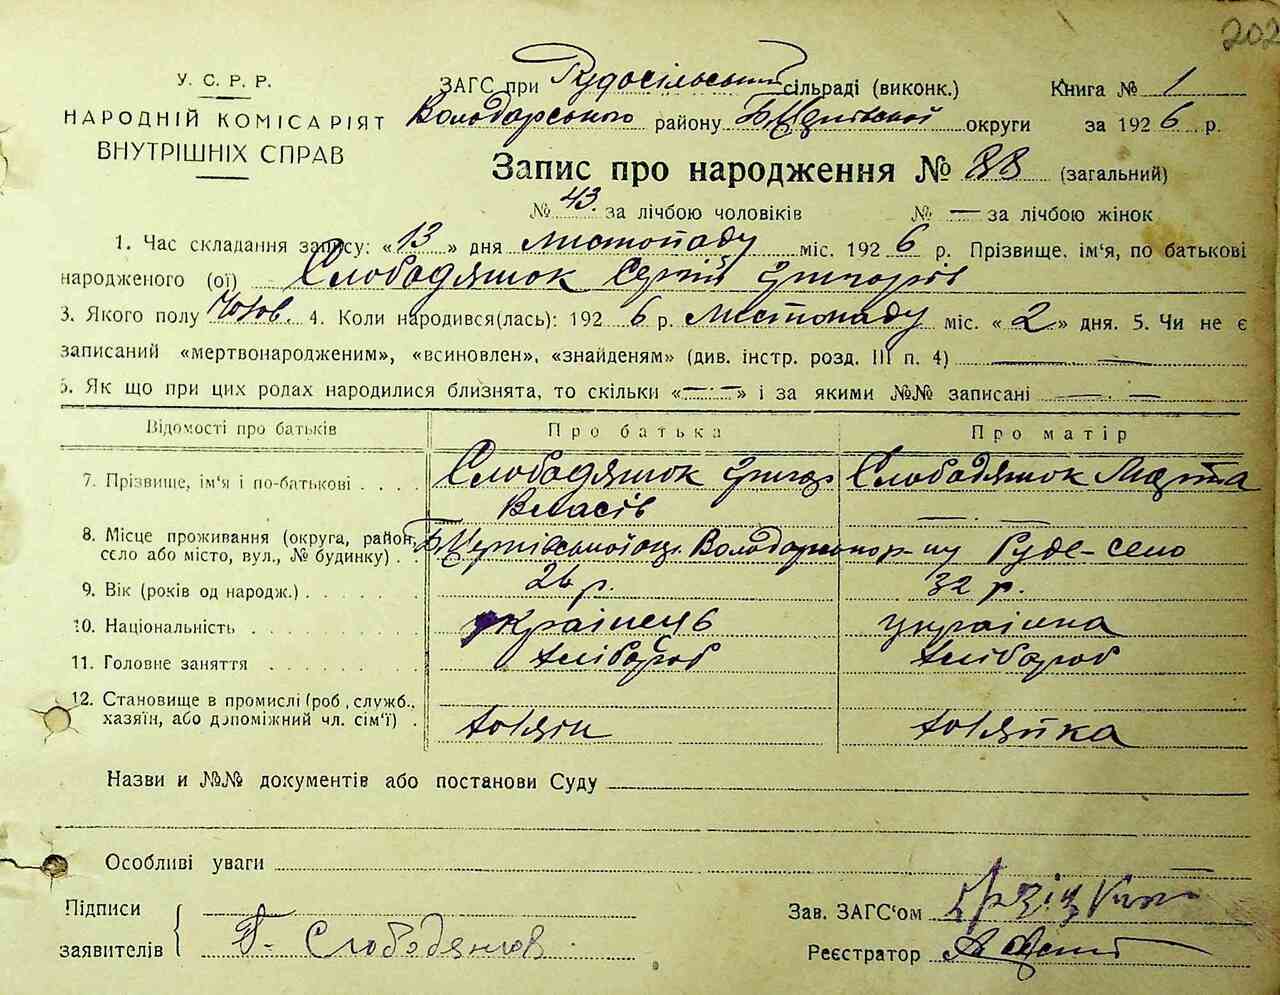 202
У. С. Р. Р.
НАРОДНІЙ КОМІСАРІЯТ
ВНУТРІШНІХ СПРАВ
ЗАГС при Рудосільський сільраді (виконк.) Книга № 1
Володарського району Б Церківської округи за 1926 р.
Запис про народження № 88 (загальний)
№ 43. за лічбою чоловіків № — за лічбою жінок
1. Час складання запису: «13» дня Листопаду міс. 1926 р. Прізвище, ім'я, по батькові
народженого (ої) Слободянюк Сергій Григорів
3. Якого полу Чолов. 4. Коли народився(лась): 1926 р. Листопаду міс. «2» дня. 5. Чи не є
записаний «мертвонародженим», «всиновлен», «знайденям» (див. інстр. розд. III п. 4) — —
6. Як що при цих родах народилися близнята, то скільки «— —» і за якими №№ записані — —
Відомості про батьків Про батька Про матір
7. Прізвище, ім'я і по-батькові . . . . Слободянюк Григор Слободянюк Марта
Власів — —
8. Місце проживання (округа, район,
село або місто, вул., № будинку) . . Б Церківської окр. Володарського р-ну Руде-село
9. Вік (років од народж.) . . . . . . 26 р. 32 р.
10. Національність . . . . . . . . українець українка
11. Головне заняття . . . . . . . хлібороб хлібороб
12. Становище в промислі (роб., служб.,
хазяїн, або допоміжний чл. сім'ї) . хазяїн хазяйка
Назви и №№ документів або постанови Суду
Особливі уваги
Підписи
заявителів Г. Слободянюк
Зав. ЗАГС'ом
Реєстратор